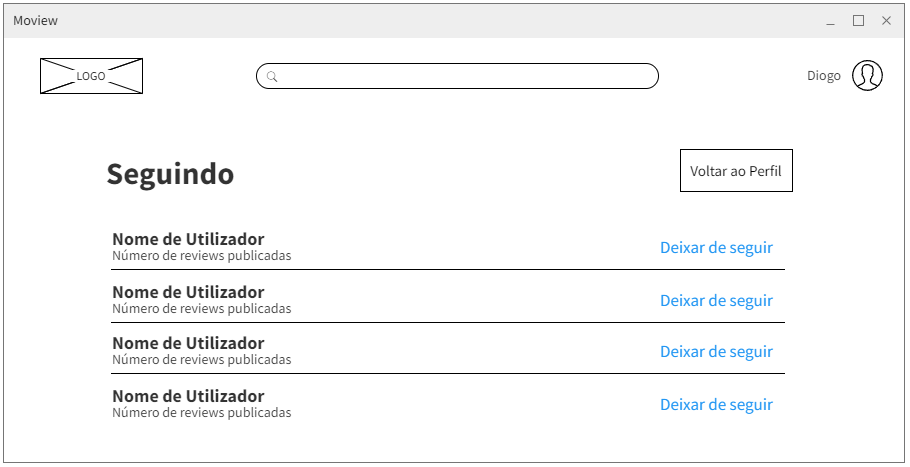 Moview
LOGO
Diogo
Seguindo
Voltar ao Perfil
Nome de Utilizador
Número de reviews publicadas
Deixar de seguir
Nome de Utilizador
Número de reviews publicadas
Deixar de seguir
Nome de Utilizador
Número de reviews publicadas
Deixar de seguir
Nome de Utilizador
Número de reviews publicadas
Deixar de seguir